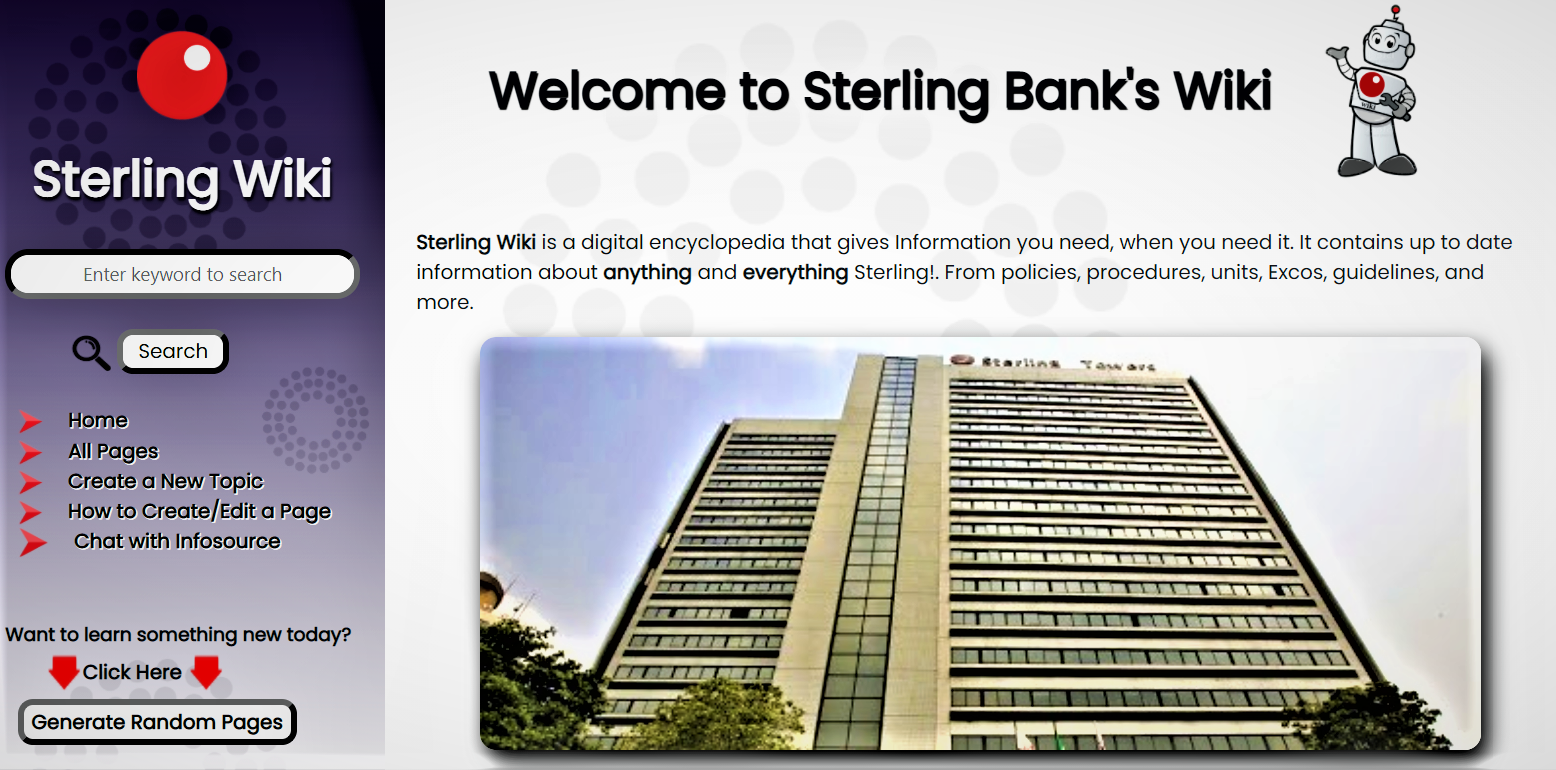 Sterling Wiki
Enter keyword to search
Search
Home
All Pages
Create a New Topic
How to Create/Edit a Page
Chat with Infosource
Want to learn something new today?
Click Here
Generate Random Pages
Welcome to Sterling Bank's Wiki
WIKI
Sterling Wiki is a digital encyclopedia that gives Information you need, when you need it. It contains up to date
information about anything and everything Sterling!. From policies, procedures, units, Excos, guidelines, and
more.
Sterling Towers